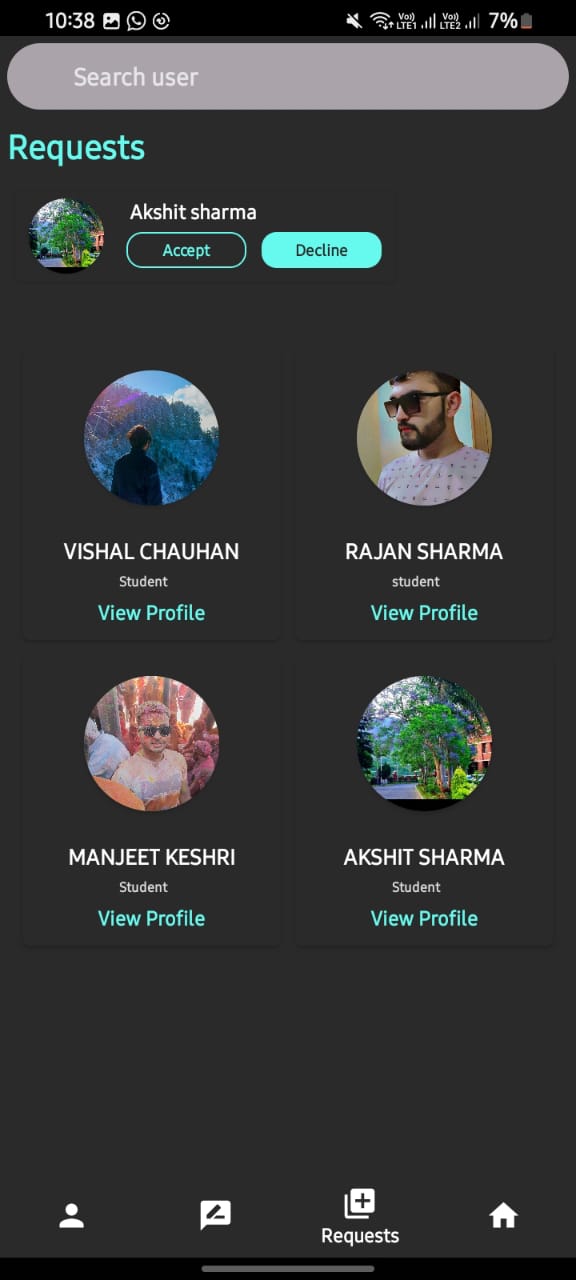 10:38 Vo) LTE1 Vo) LTE2 7%
Search user
Requests
Akshit sharma
Accept Decline
VISHAL CHAUHAN RAJAN SHARMA
Student student
View Profile View Profile
MANJEET KESHRI AKSHIT SHARMA
Student Student
View Profile View Profile
Requests